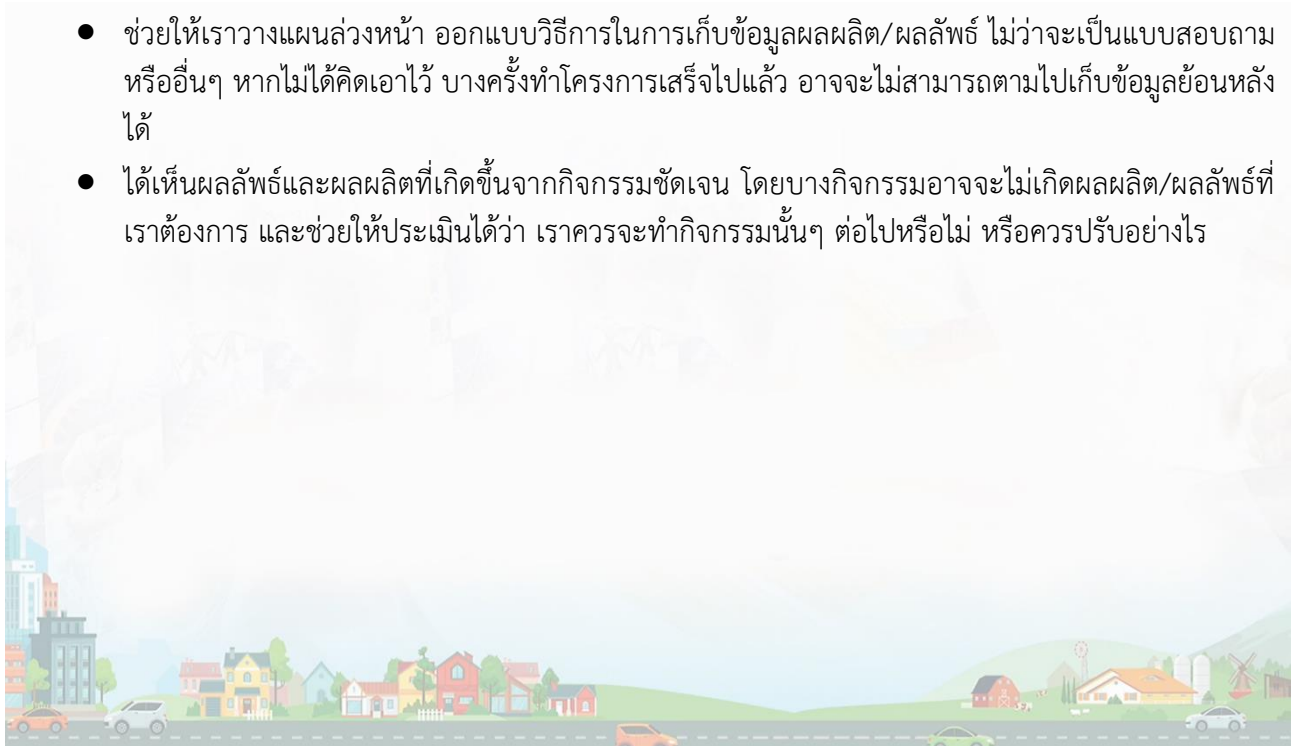 ● ช่วยให้เราวางแผนล่วงหน้า ออกแบบวิธีการในการเก็บข้อมูลผลผลิต/ผลลัพธ์ ไม่ว่าจะเป็นแบบสอบถาม
หรืออื่นๆ หากไม่ได้คิดเอาไว้ บางครั้งทำโครงการเสร็จไปแล้ว อาจจะไม่สามารถตามไปเก็บข้อมูลย้อนหลัง
ได้
● ได้เห็นผลลัพธ์และผลผลิตที่เกิดขึ้นจากกิจกรรมชัดเจน โดยบางกิจกรรมอาจจะไม่เกิดผลผลิต/ผลลัพธ์ที่
เราต้องการ และช่วยให้ประเมินได้ว่า เราควรจะทำกิจกรรมนั้นๆ ต่อไปหรือไม่ หรือควรปรับอย่างไร